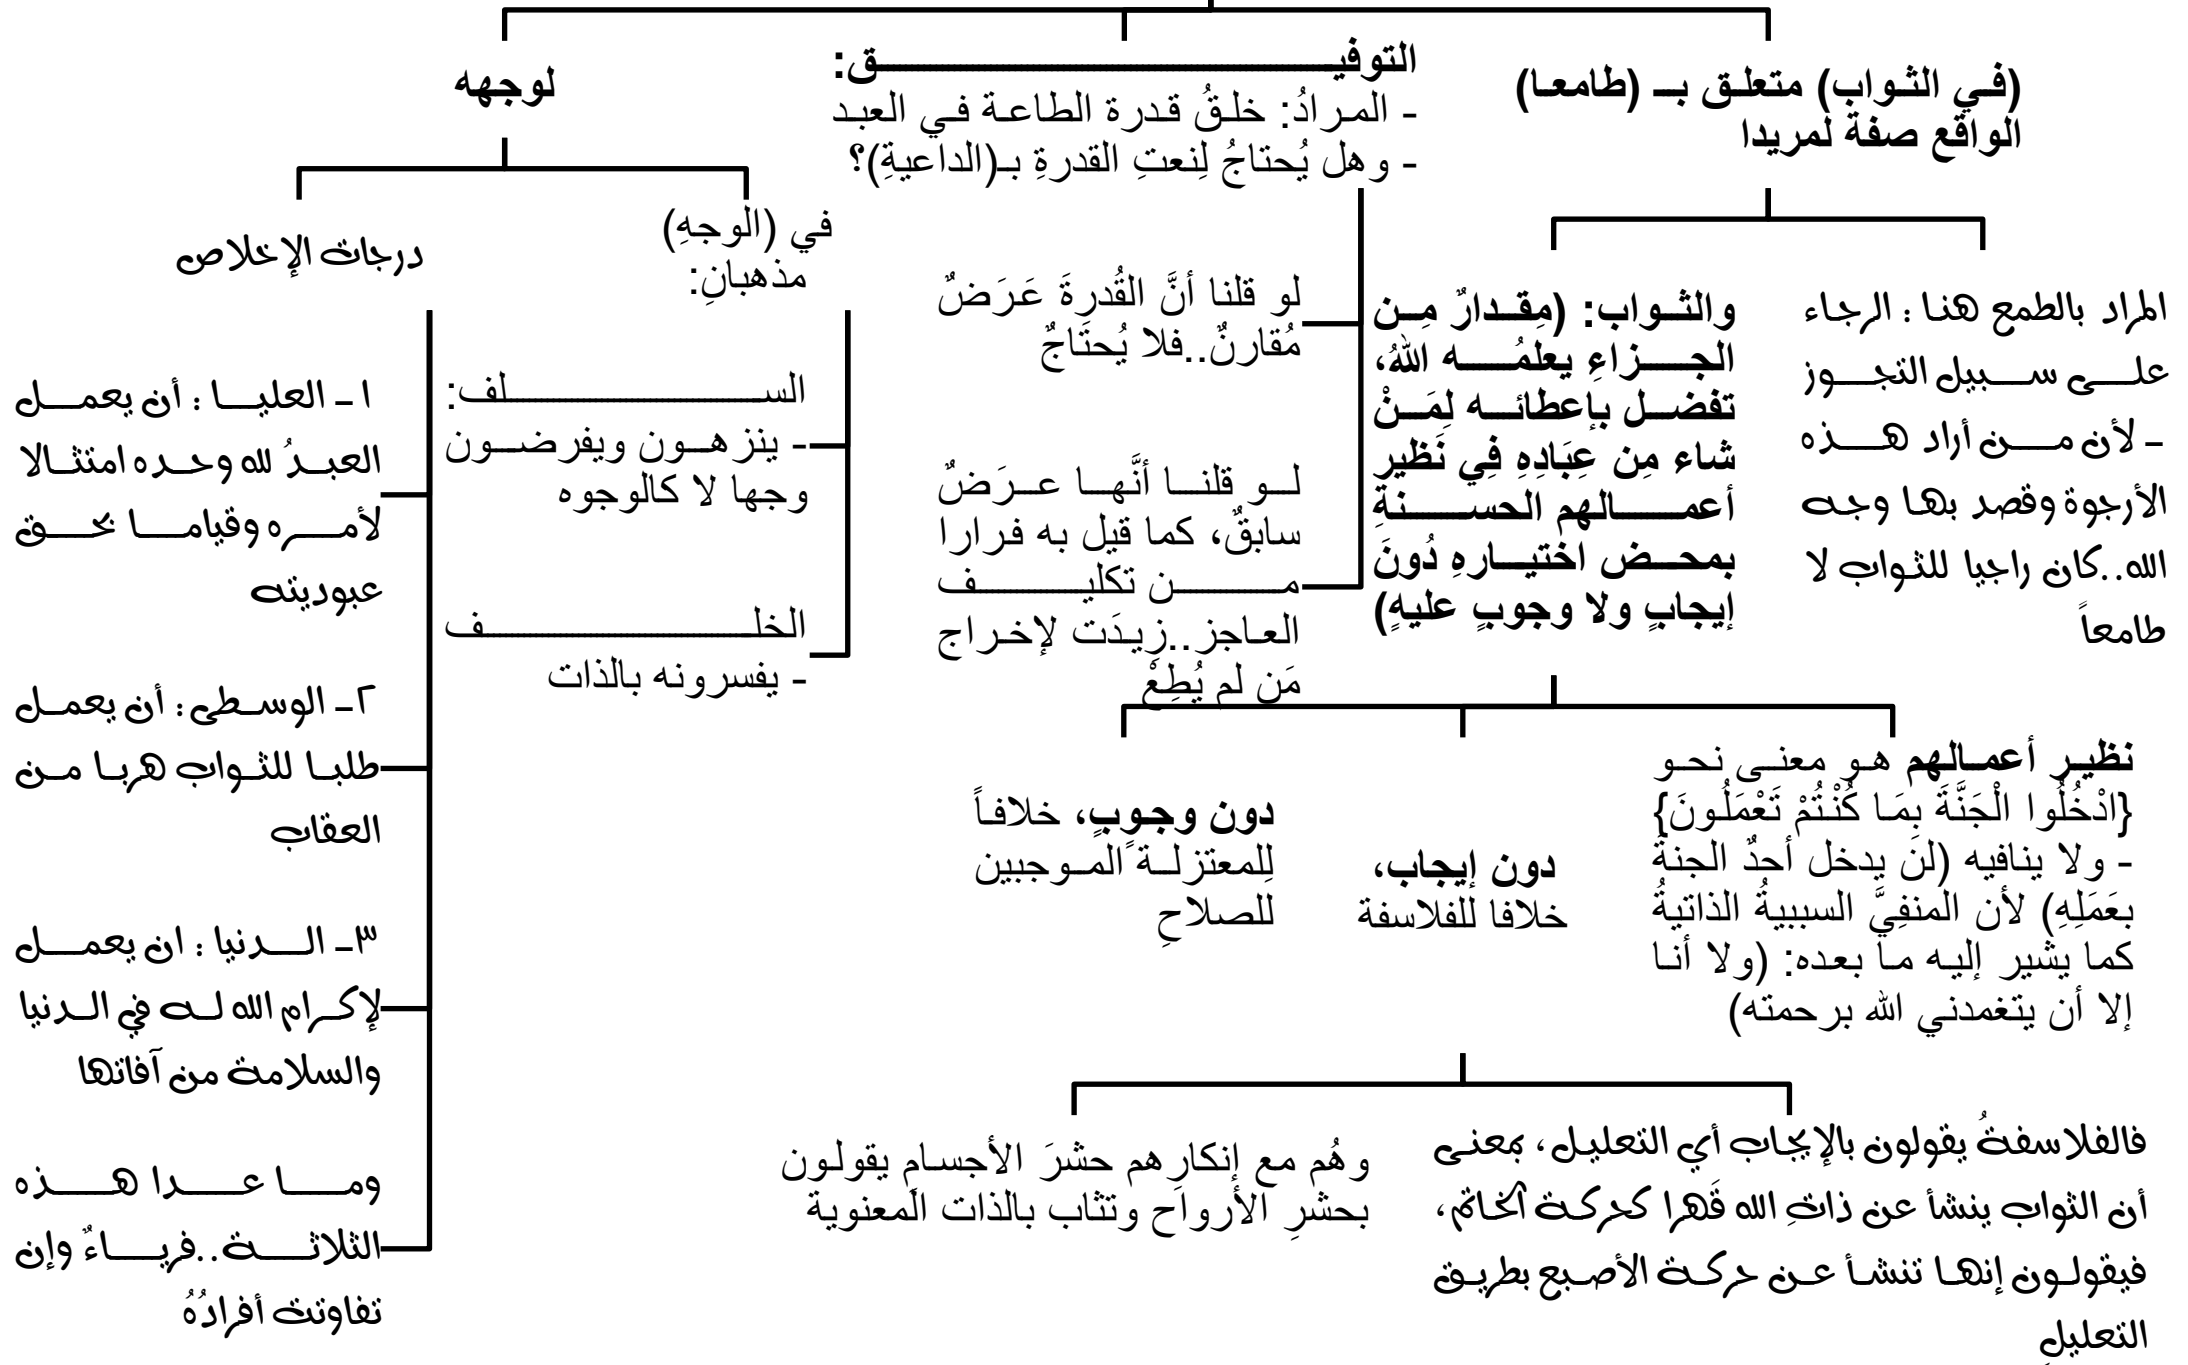 (في الثواب) متعلق بـ (طامعا)
الواقع صفة لمريدا
المراد بالطمع هنا : الرجاء
على سبيل التجوز
- لأن من أراد هذه
الأرجوة وقصد بها وجه
الله..كان راجيا للثواب لا
طامعاً
والثواب: (مِقدارٌ مِن
الجزاءِ يعلمُه اللهُ،
تفضل بإعطائه لِمَنْ
شاء مِن عِبَادِهِ فِي نَظيرِ
أعمالهم الحسنةِ
بمحض اختيارهِ دُونَ
إيجابٍ ولا وجوبٍ عليهِ)
نظير أعمالهم هو معنى نحو
{ادْخُلُوا الْجَنَّةَ بِمَا كُنْتُمْ تَعْمَلُونَ}
- ولا ينافيه (لن يدخل أحدٌ الجنةَ
بعَمَلِهِ) لأن المنفِيَّ السببيةُ الذاتيةُ
كما يشير إليه ما بعده: (ولا أنا
إلا أن يتغمدني الله برحمته)
دون إيجاب،
خلافا للفلاسفة
فالفلاسفةُ يقولون بالإيجاب أي التعليل، بمعنى
أن الثواب ينشأ عن ذاتِ الله قَهرا كحركة الخاتم،
فيقولون إنها تنشأ عن حركة الأصبع بطريق
التعليلِ
وهُم مع إنكارِهم حشرَ الأجسامِ يقولون
بحشرِ الأرواح وتثاب بالذات المعنوية
دون وجوبٍ، خلافاً
لِلمعتزلة الموجبين
للصلاحِ
التوفيق:
- المرادُ: خلقُ قدرة الطاعة في العبد
- وهل يُحتاجُ لِنعتِ القدرةِ بـ(الداعيةِ)؟
لو قلنا أنَّ القُدرةَ عَرَضٌ
مُقارنٌ..فلا يُحتَاجٌ
لو قلنا أنَّها عرَضٌ
سابقٌ، كما قيل به فرارا
من تكليف
العاجز..زِيدَت لإخراج
مَن لم يُطِعْ
لوجهه
في (الوجهِ)
مذهبانِ:
السلف:
- ينزهون ويفرضون
وجها لا كالوجوه
الخلف
- يفسرونه بالذات
درجات الإخلاص
١- العليا : أن يعمل
العبدُ لله وحده امتثالا
لأمره وقياما بحق
عبوديته
٢- الوسطى: أن يعمل
طلبا للثواب هربا من
العقاب
٣- الدنيا : ان يعمل
لإكرام الله له في الدنيا
والسلامة من آفاتها
وما عدا هذه
الثلاثة..فرياءٌ وإن
تفاوتت أفرادُهُ